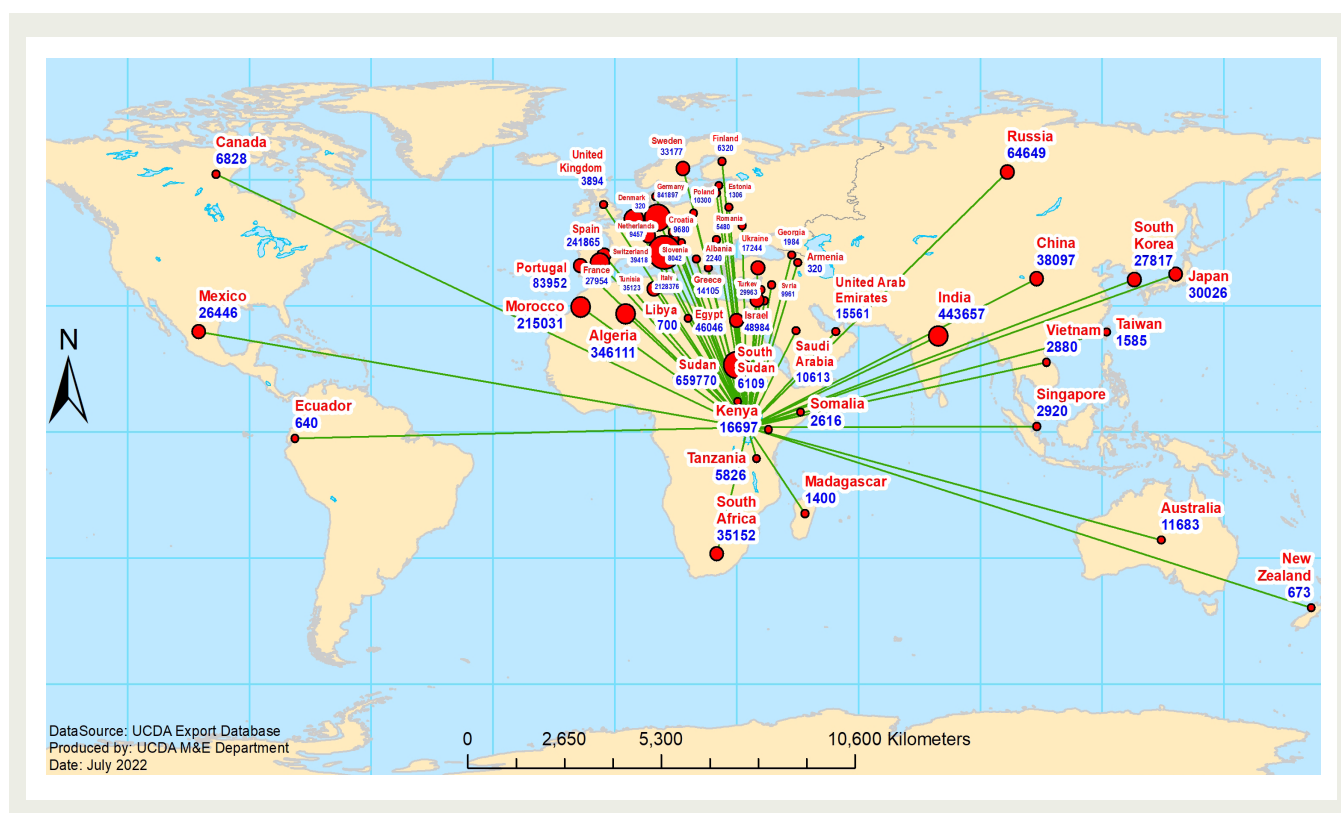 Canada
6828
Mexico
26446
Ecuador
640
N
Sweden
33177
Finland
6320
United
Kingdom
3894
Denmark
320
Germany
841897
Poland
10300
Estonia
1306
Netherlands
9457
Croatia
9680
Romania
5480
Ukraine
17244
Georgia
1984
Armenia
320
Spain
241865
Switzerland
39418
Slovenia
8042
Albania
2240
Portugal
83952
France
27954
Tunisia
35123
Italy
2128376
Greece
14105
Turkey
29963
Syria
9961
Morocco
215031
Algeria
346111
Libya
700
Egypt
46046
Israel
48984
United Arab
Emirates
15561
Saudi
Arabia
10613
Sudan
659770
South
Sudan
6109
Kenya
16697
Somalia
2616
Tanzania
5826
Madagascar
1400
South
Africa
35152
Russia
64649
China
38097
South
Korea
27817
Japan
30026
India
443657
Vietnam
2880
Taiwan
1585
Singapore
2920
Australia
11683
New
Zealand
673
DataSource: UCDA Export Database
Produced by: UCDA M&E Department
Date: July 2022
0 2,650 5,300 10,600 Kilometers